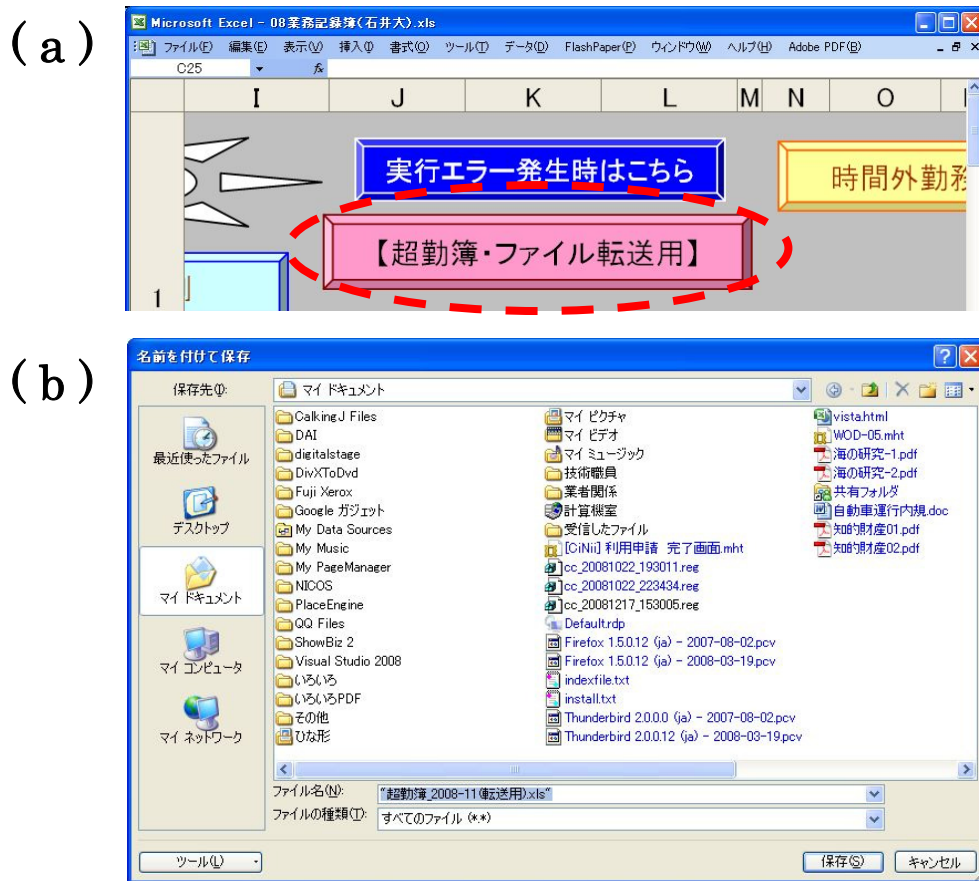 (a)
Microsoft Excel - 08業務記録簿(石井大).xls
ファイル(F) 編集(E) 表示(V) 挿入(I) 書式(O) ツール(T) データ(D) FlashPaper(P) ウィンドウ(W) ヘルプ(H) Adobe PDF(B)
C25 fx
I J K L M N O
実行エラー発生時はこちら
時間外勤務
【超勤簿・ファイル転送用】
1
(b)
名前を付けて保存
保存先(I):
マイ ドキュメント
最近使ったファイル
デスクトップ
マイ ドキュメント
マイ コンピュータ
マイ ネットワーク
CalkingJ Files
DAI
digitalstage
DivXToDvd
Fuji Xerox
Google ガジェット
My Data Sources
My Music
My PageManager
NICOS
PlaceEngine
QQ Files
ShowBiz 2
Visual Studio 2008
いろいろ
いろいろPDF
その他
ひな形
マイ ピクチャ
マイ ビデオ
マイ ミュージック
技術職員
業者関係
計算機室
受信したファイル
[CiNii] 利用申請 完了画面.mht
cc_20081022_193011.reg
cc_20081022_223434.reg
cc_20081217_153005.reg
Default.rdp
Firefox 1.5.0.12 (ja) - 2007-08-02.pcv
Firefox 1.5.0.12 (ja) - 2008-03-19.pcv
indexfile.txt
install.txt
Thunderbird 2.0.0.0 (ja) - 2007-08-02.pcv
Thunderbird 2.0.0.12 (ja) - 2008-03-19.pcv
vista.html
WOD-05.mht
海の研究-1.pdf
海の研究-2.pdf
共有フォルダ
自動車運行内規.doc
知的財産01.pdf
知的財産02.pdf
ファイル名(N):
"超勤簿_2008-11(転送用).xls"
ファイルの種類(T):
すべてのファイル (*.*)
ツール(L)
保存(S)
キャンセル